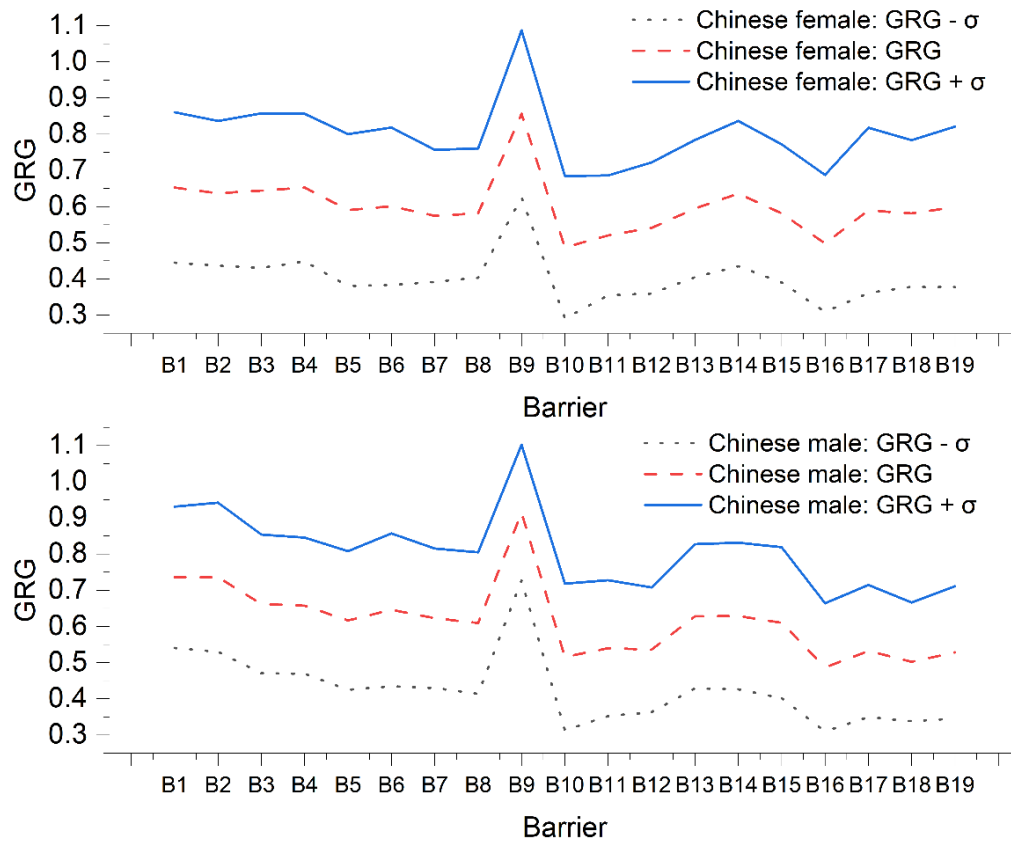 1.1
1.0
0.9
0.8
0.7
0.6
0.5
0.4
0.3
GRG
Chinese female: GRG - σ
Chinese female: GRG
Chinese female: GRG + σ
B1 B2 B3 B4 B5 B6 B7 B8 B9 B10 B11 B12 B13 B14 B15 B16 B17 B18 B19
Barrier
1.1
1.0
0.9
0.8
0.7
0.6
0.5
0.4
0.3
GRG
Chinese male: GRG - σ
Chinese male: GRG
Chinese male: GRG + σ
B1 B2 B3 B4 B5 B6 B7 B8 B9 B10 B11 B12 B13 B14 B15 B16 B17 B18 B19
Barrier